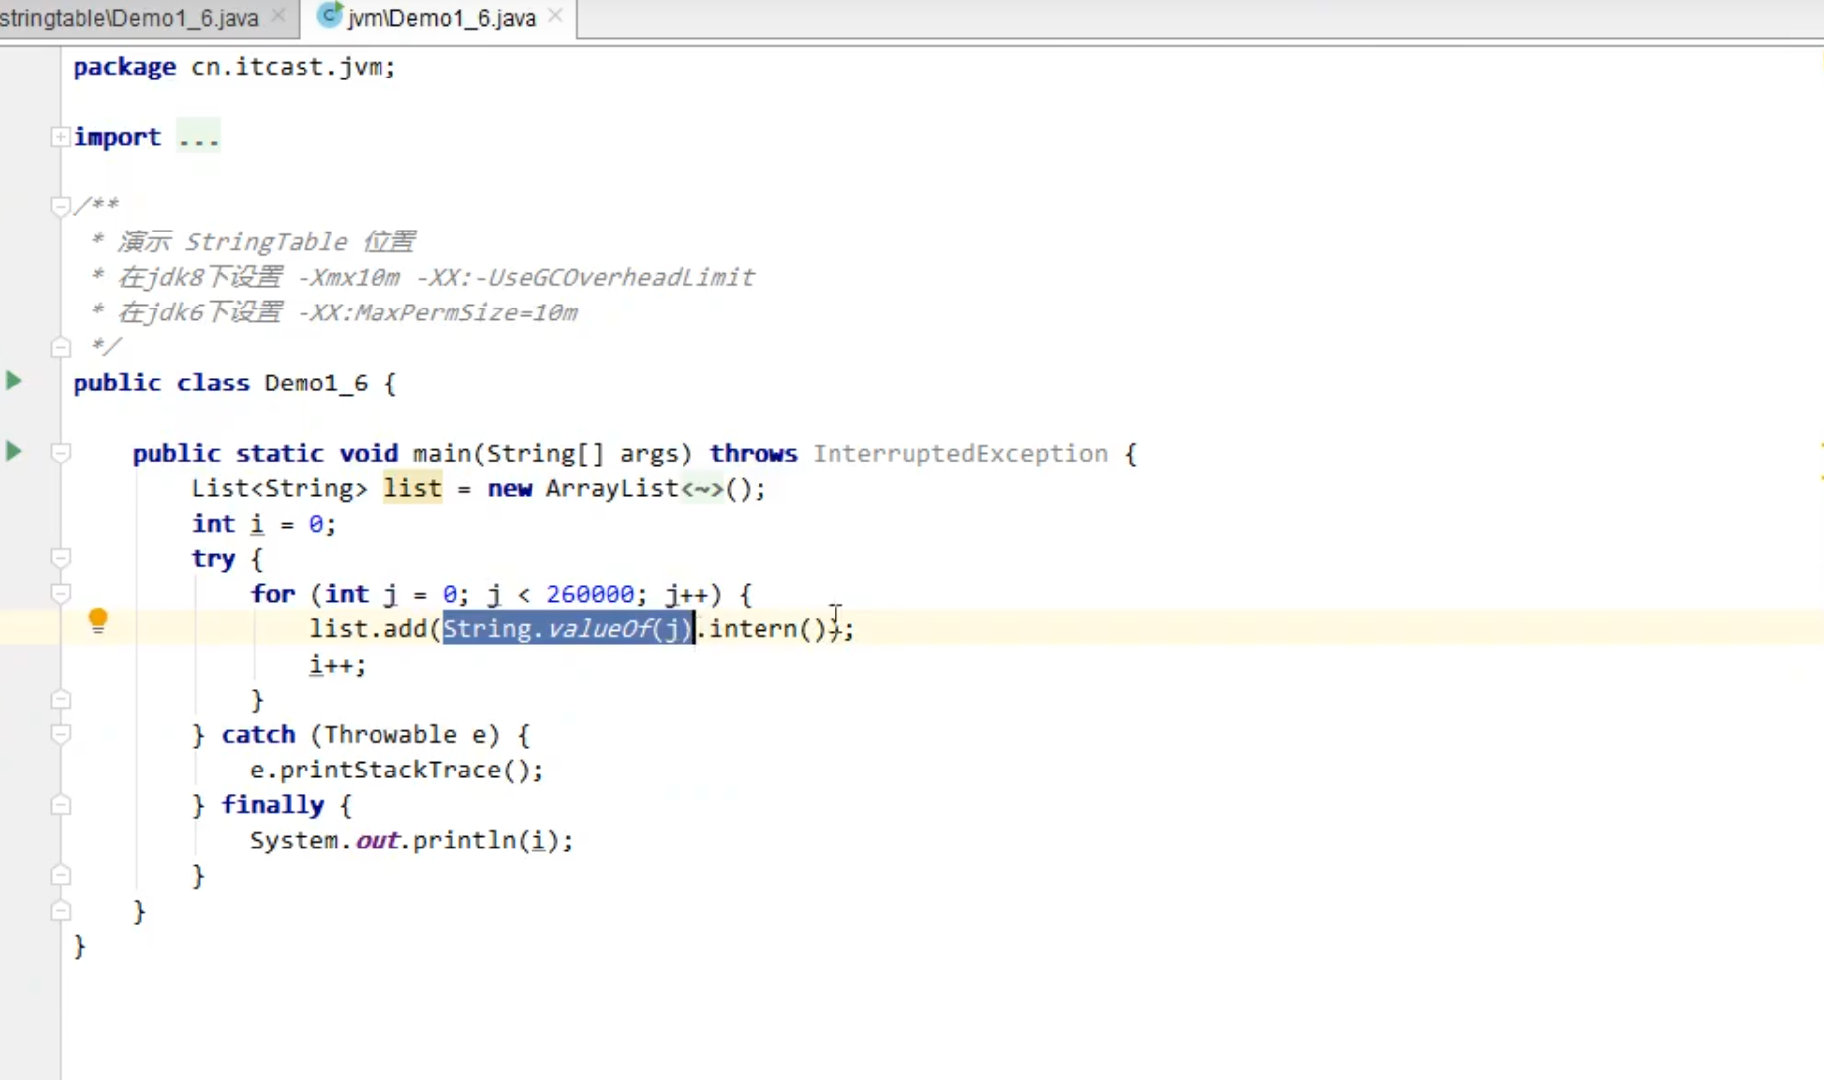 stringtable\Demo1_6.java
jvm\Demo1_6.java
package cn.itcast.jvm;
import ...
/**
* 演示 StringTable 位置
* 在jdk8下设置 -Xmx10m -XX:-UseGCOverheadLimit
* 在jdk6下设置 -XX:MaxPermSize=10m
*/
public class Demo1_6 {
public static void main(String[] args) throws InterruptedException {
List<String> list = new ArrayList<~>();
int i = 0;
try {
for (int j = 0; j < 260000; j++) {
list.add(String.valueOf(j).intern());
i++;
}
} catch (Throwable e) {
e.printStackTrace();
} finally {
System.out.println(i);
}
}
}